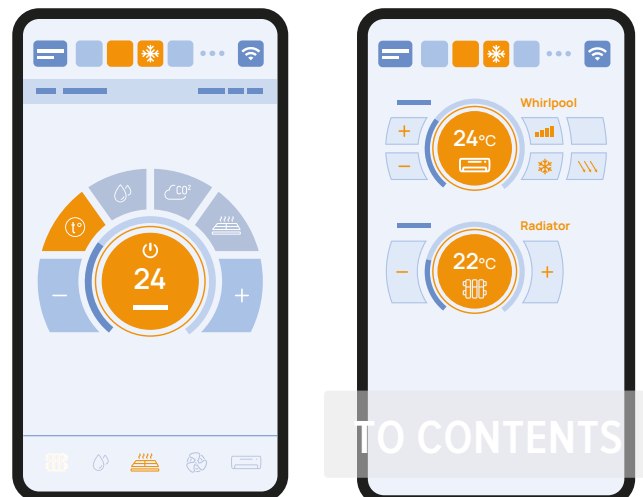 t°
CO²
24
−
+
Whirlpool
+
24°C
−
Radiator
−
22°C
+
TO CONTENTS